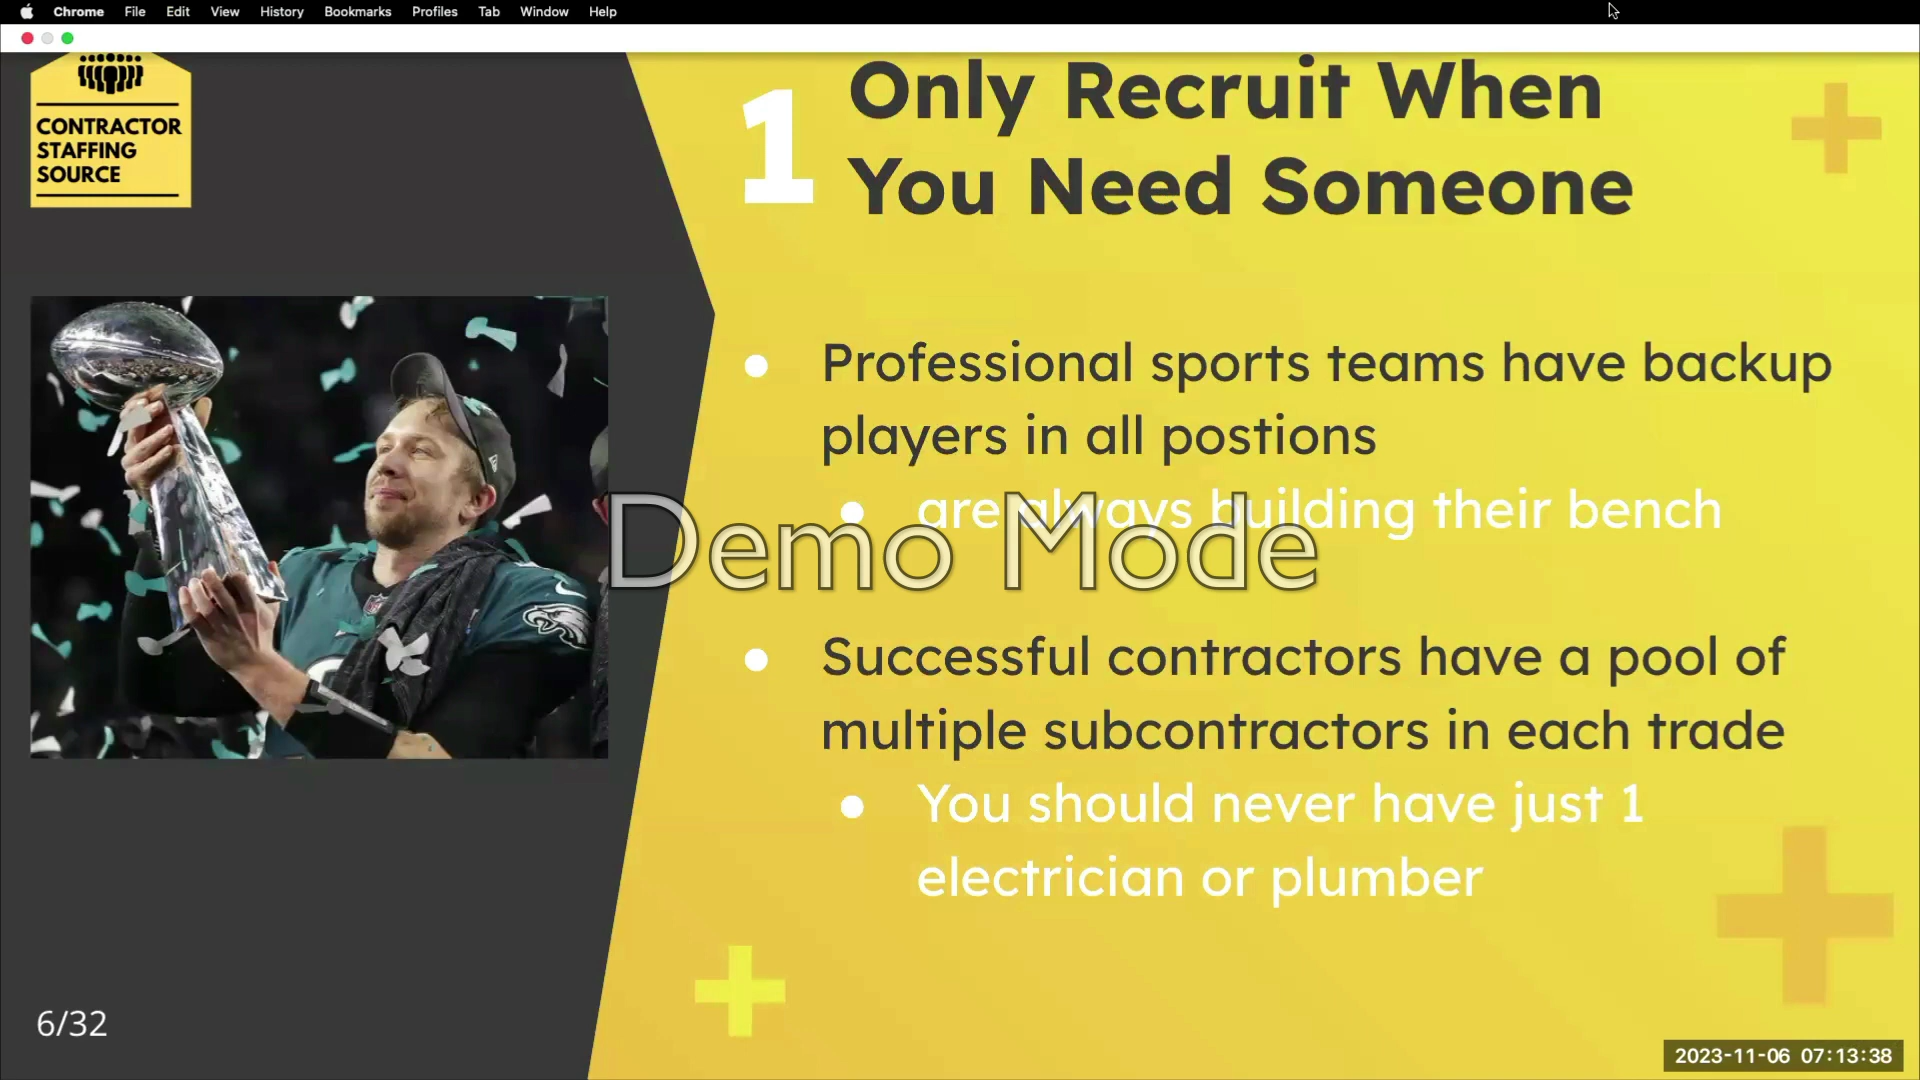 Chrome File Edit View History Bookmarks Profiles Tab Window Help
CONTRACTOR
STAFFING
SOURCE
1
Only Recruit When
You Need Someone
● Professional sports teams have backup
players in all postions
● are always building their bench
Demo Mode
● Successful contractors have a pool of
multiple subcontractors in each trade
● You should never have just 1
electrician or plumber
6/32
2023-11-06 07:13:38